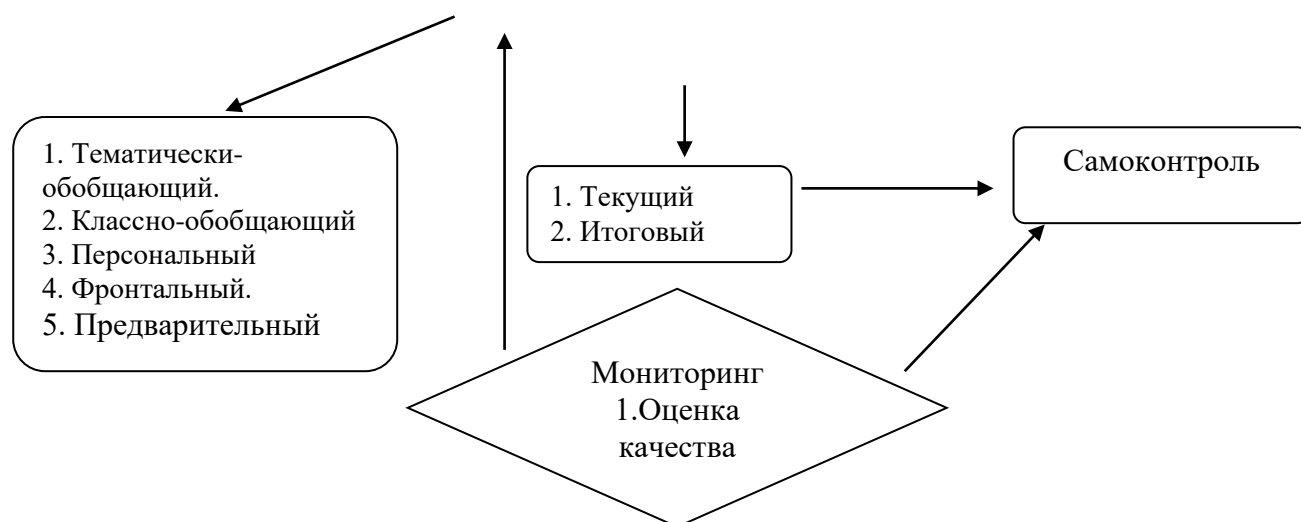 1. Тематически-
обобщающий.
2. Классно-обобщающий
3. Персональный
4. Фронтальный.
5. Предварительный
1. Текущий
2. Итоговый
Самоконтроль
Мониторинг
1.Оценка
качества